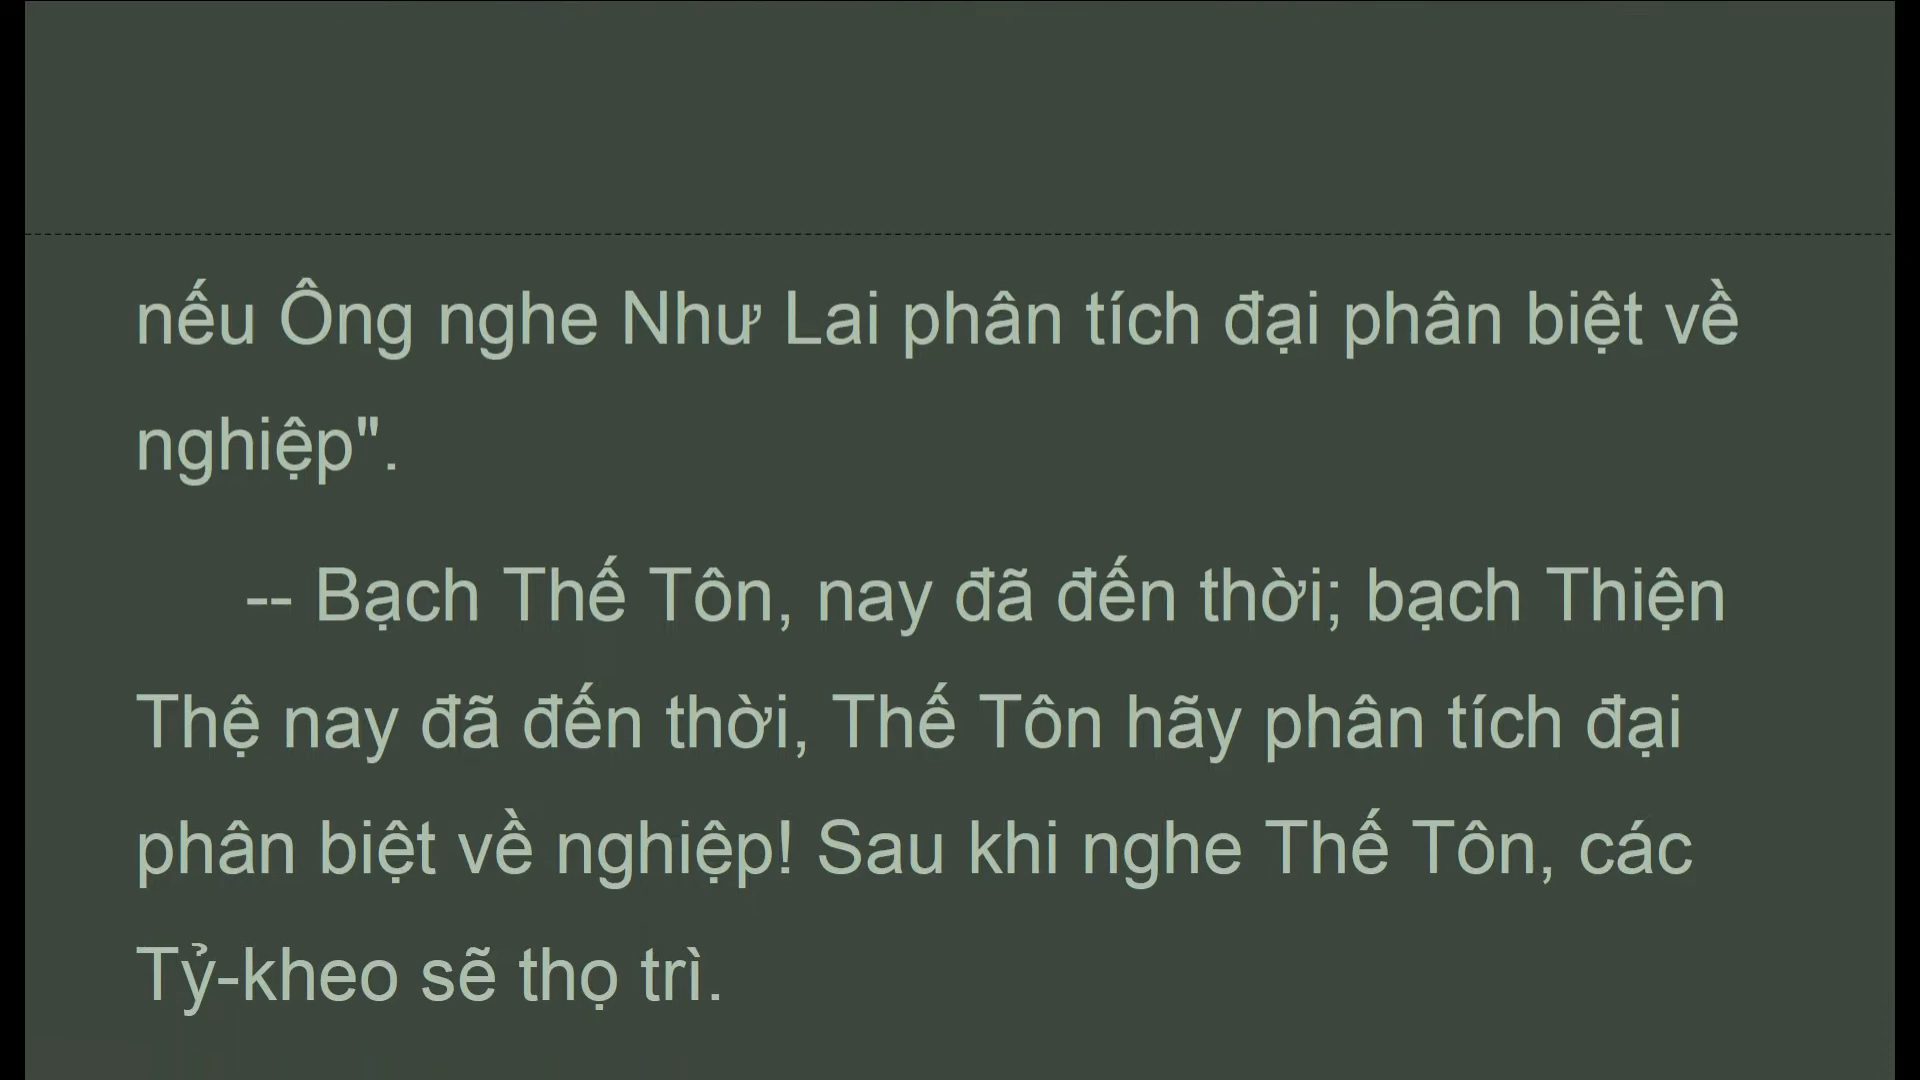 nếu Ông nghe Như Lai phân tích đại phân biệt về
nghiệp".
-- Bạch Thế Tôn, nay đã đến thời; bạch Thiện
Thệ nay đã đến thời, Thế Tôn hãy phân tích đại
phân biệt về nghiệp! Sau khi nghe Thế Tôn, các
Tỷ-kheo sẽ thọ trì.